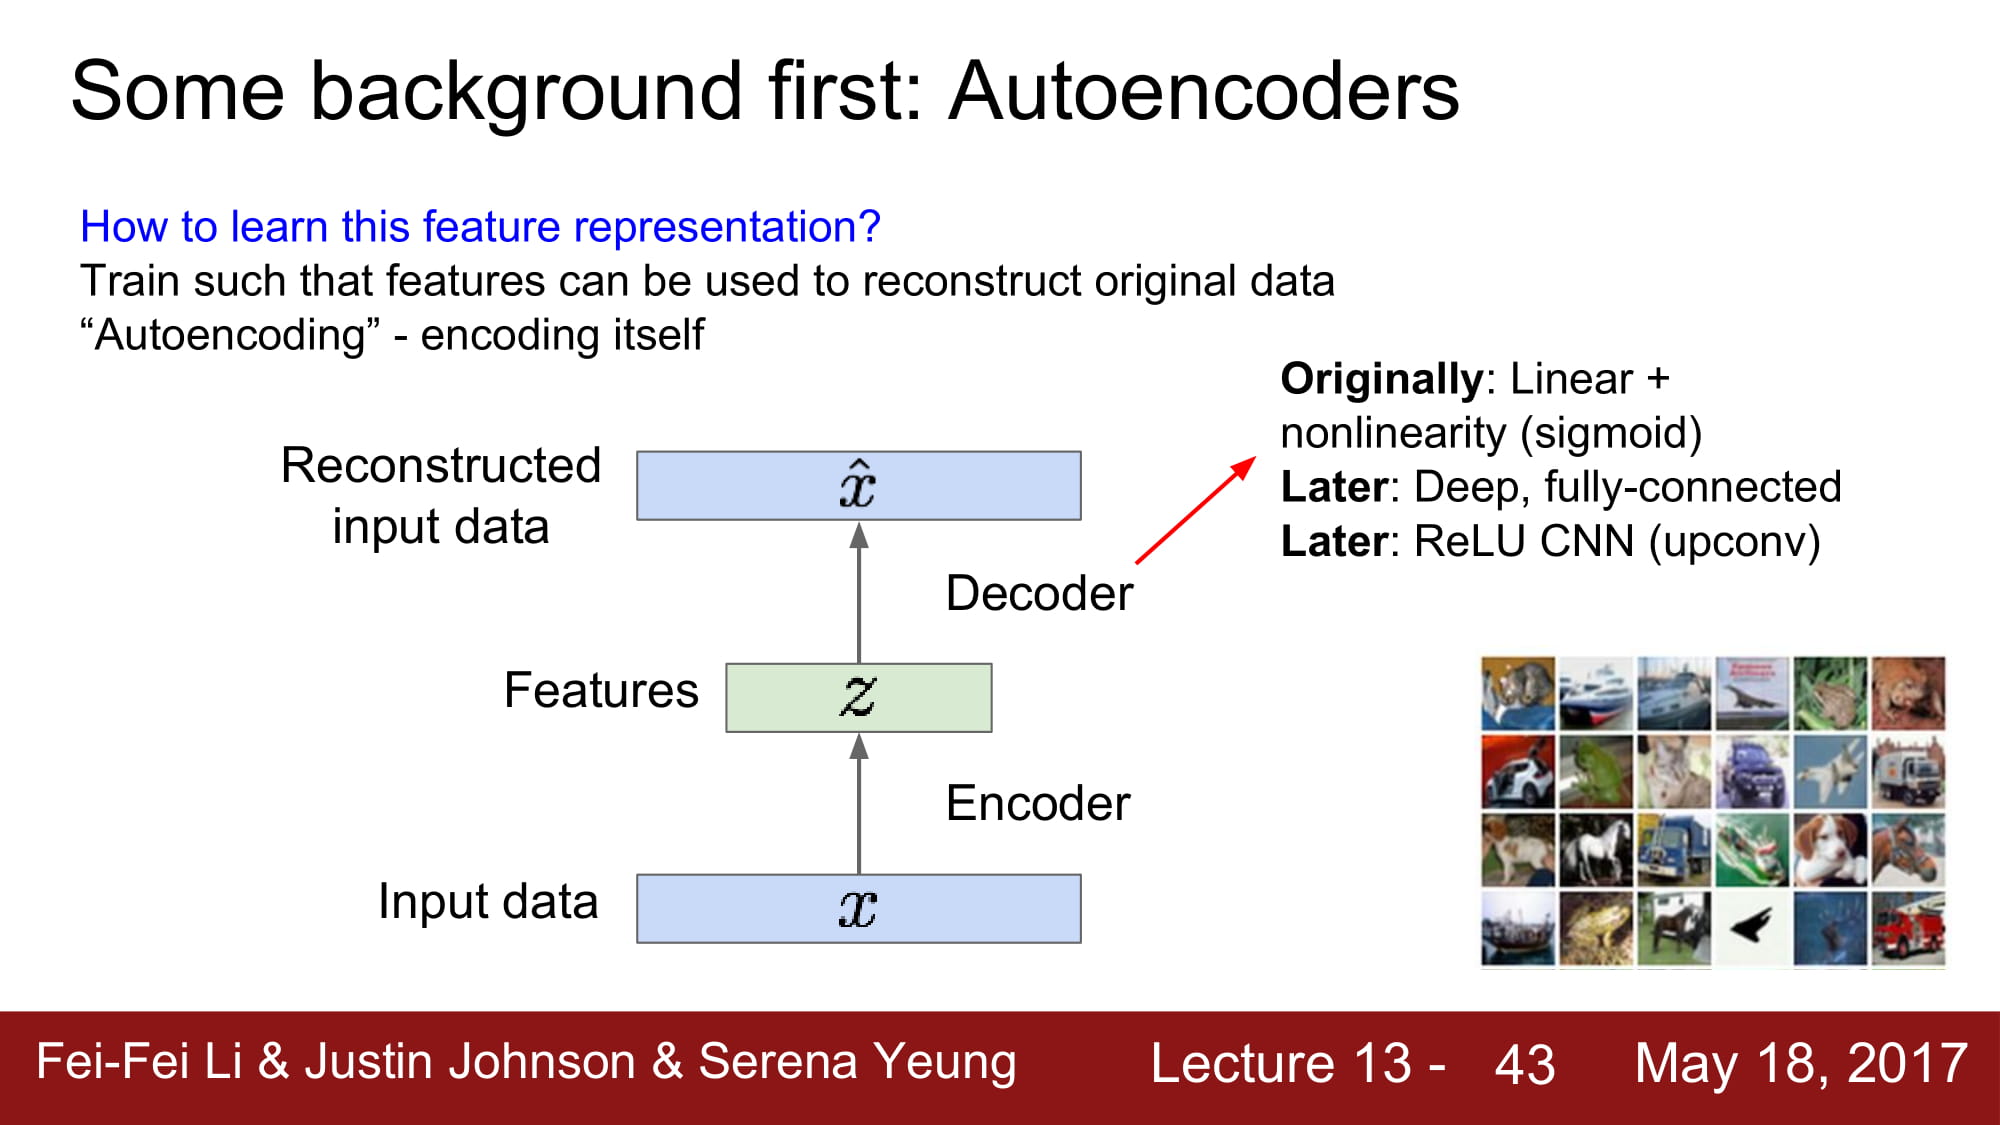 Some background first: Autoencoders
How to learn this feature representation?
Train such that features can be used to reconstruct original data
“Autoencoding” - encoding itself
Originally: Linear +
nonlinearity (sigmoid)
Later: Deep, fully-connected
Later: ReLU CNN (upconv)
Reconstructed
input data
x̂
Decoder
Features
z
Encoder
Input data
x
Fei-Fei Li & Justin Johnson & Serena Yeung
Lecture 13 - 43
May 18, 2017